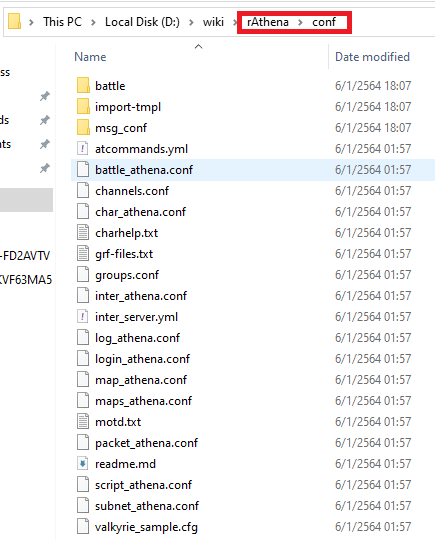 This PC > Local Disk (D:) > wiki > rAthena > conf
Name Date modified
ss
ds
nts
-FD2AVTV
KVF63MA5
battle 6/1/2564 18:07
import-tmpl 6/1/2564 18:07
msg_conf 6/1/2564 18:07
atcommands.yml 6/1/2564 01:57
battle_athena.conf 6/1/2564 01:57
channels.conf 6/1/2564 01:57
char_athena.conf 6/1/2564 01:57
charhelp.txt 6/1/2564 01:57
grf-files.txt 6/1/2564 01:57
groups.conf 6/1/2564 01:57
inter_athena.conf 6/1/2564 01:57
inter_server.yml 6/1/2564 01:57
log_athena.conf 6/1/2564 01:57
login_athena.conf 6/1/2564 01:57
map_athena.conf 6/1/2564 01:57
maps_athena.conf 6/1/2564 01:57
motd.txt 6/1/2564 01:57
packet_athena.conf 6/1/2564 01:57
readme.md 6/1/2564 01:57
script_athena.conf 6/1/2564 01:57
subnet_athena.conf 6/1/2564 01:57
valkyrie_sample.cfg 6/1/2564 01:57